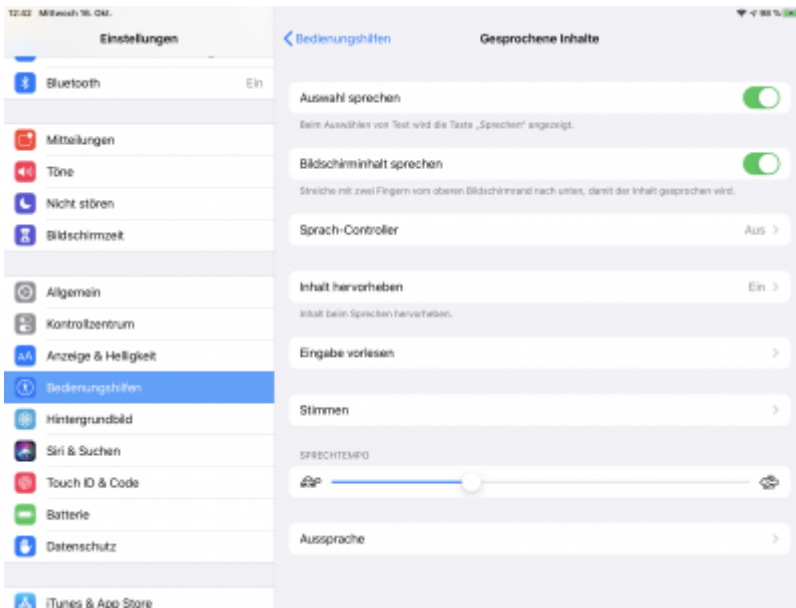 12:42 Mittwoch 16. Okt.
98 %
Einstellungen
Bluetooth Ein
Mitteilungen
Töne
Nicht stören
Bildschirmzeit
Allgemein
Kontrollzentrum
Anzeige & Helligkeit
Bedienungshilfen
Hintergrundbild
Siri & Suchen
Touch ID & Code
Batterie
Datenschutz
iTunes & App Store
Bedienungshilfen
Gesprochene Inhalte
Auswahl sprechen
Beim Auswählen von Text wird die Taste „Sprechen“ angezeigt.
Bildschirminhalt sprechen
Streiche mit zwei Fingern vom oberen Bildschirmrand nach unten, damit der Inhalt gesprochen wird.
Sprach-Controller Aus
Inhalt hervorheben Ein
Inhalt beim Sprechen hervorheben.
Eingabe vorlesen
Stimmen
SPRECHTEMPO
Aussprache